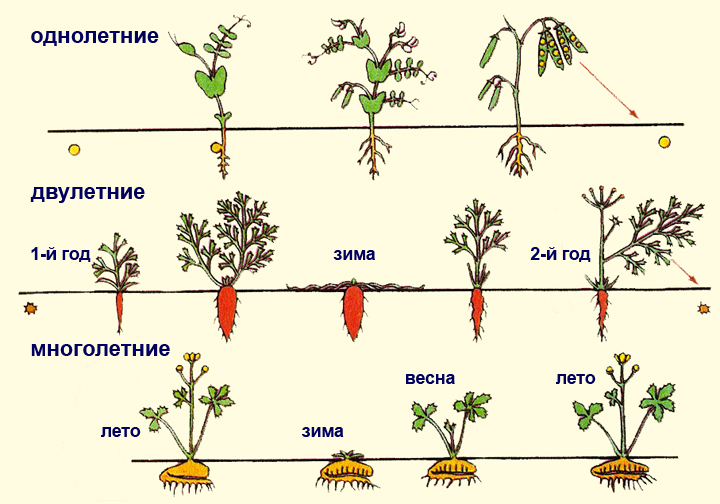 однолетние
двулетние
1-й год
зима
2-й год
многолетние
весна
лето
лето
зима